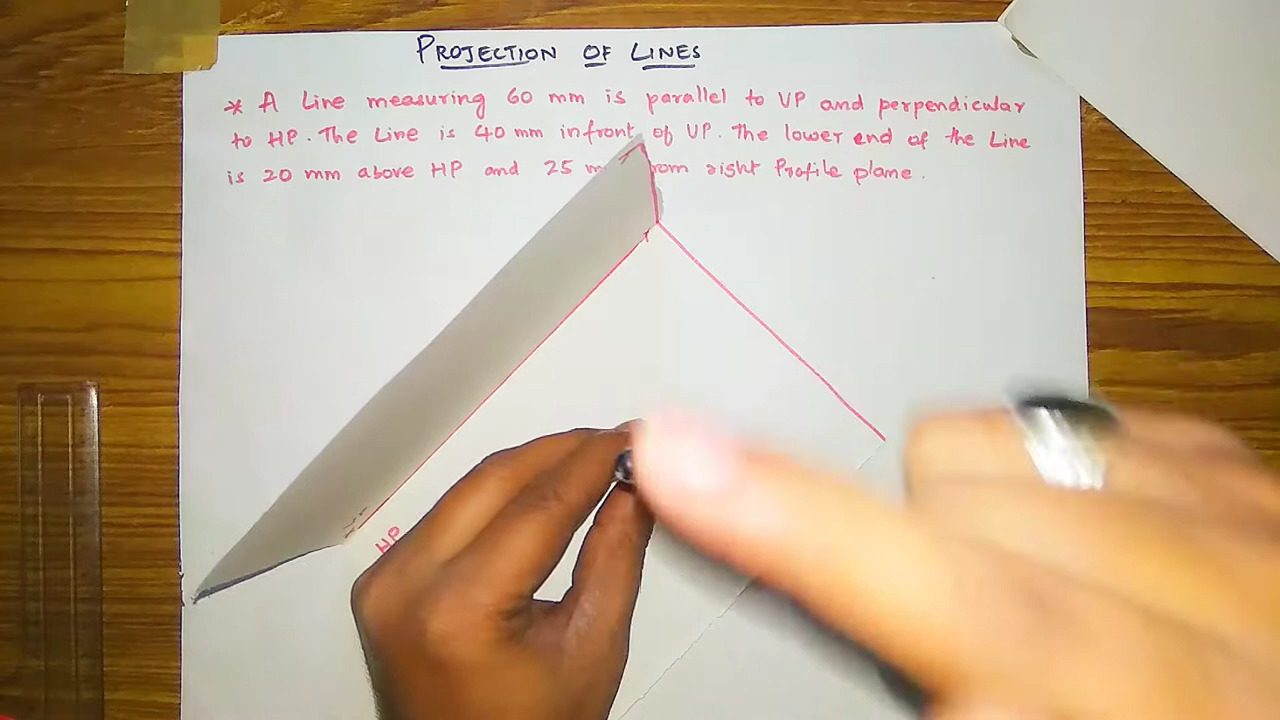 PROJECTION OF LINES
* A Line measuring 60 mm is parallel to VP and perpendicular
to HP. The Line is 40 mm infront of VP. The lower end of the Line
is 20 mm above HP and 25 m rom right Profile plane.
HP